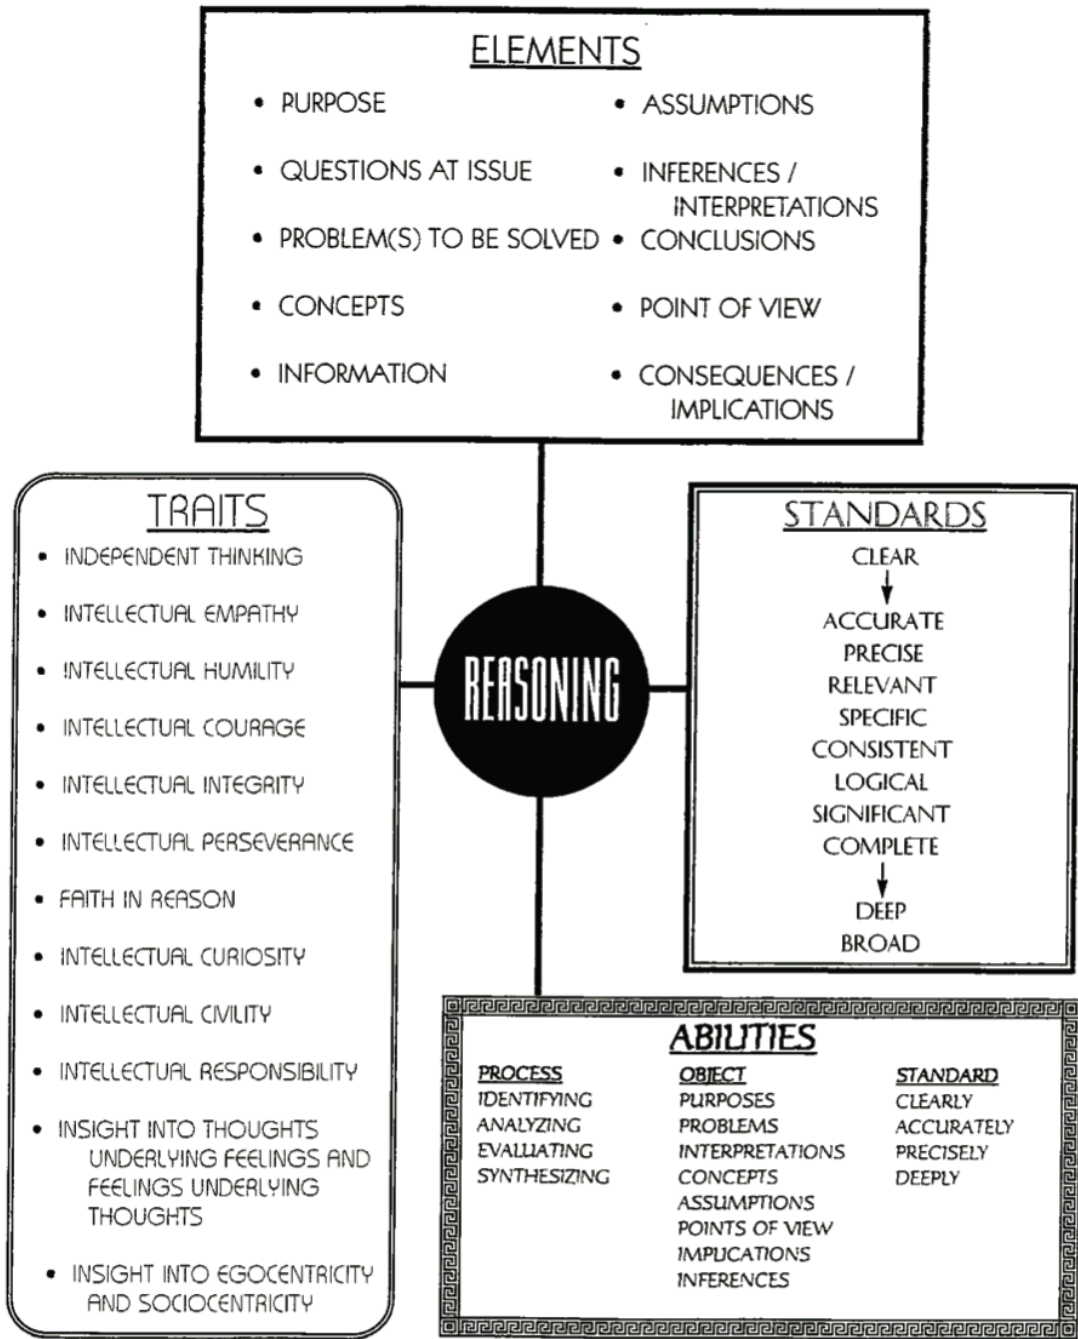 ELEMENTS
• PURPOSE
• QUESTIONS AT ISSUE
• PROBLEM(S) TO BE SOLVED
• CONCEPTS
• INFORMATION
• ASSUMPTIONS
• INFERENCES /
INTERPRETATIONS
• CONCLUSIONS
• POINT OF VIEW
• CONSEQUENCES /
IMPLICATIONS
TRAITS
• INDEPENDENT THINKING
• INTELLECTUAL EMPATHY
• INTELLECTUAL HUMILITY
• INTELLECTUAL COURAGE
• INTELLECTUAL INTEGRITY
• INTELLECTUAL PERSEVERANCE
• FAITH IN REASON
• INTELLECTUAL CURIOSITY
• INTELLECTUAL CIVILITY
• INTELLECTUAL RESPONSIBILITY
• INSIGHT INTO THOUGHTS
UNDERLYING FEELINGS AND
FEELINGS UNDERLYING
THOUGHTS
• INSIGHT INTO EGOCENTRICITY
AND SOCIOCENTRICITY
REASONING
STANDARDS
CLEAR
ACCURATE
PRECISE
RELEVANT
SPECIFIC
CONSISTENT
LOGICAL
SIGNIFICANT
COMPLETE
DEEP
BROAD
ABILITIES
PROCESS
IDENTIFYING
ANALYZING
EVALUATING
SYNTHESIZING
OBJECT
PURPOSES
PROBLEMS
INTERPRETATIONS
CONCEPTS
ASSUMPTIONS
POINTS OF VIEW
IMPLICATIONS
INFERENCES
STANDARD
CLEARLY
ACCURATELY
PRECISELY
DEEPLY